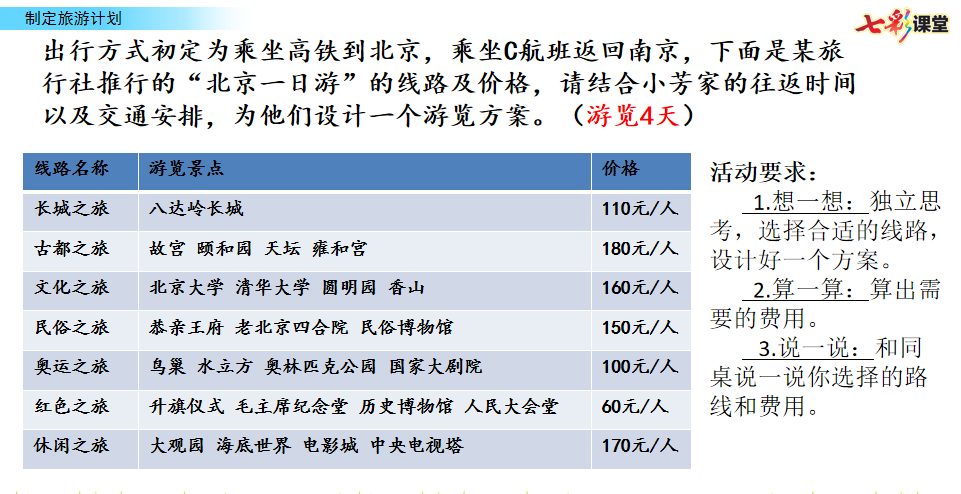 制定旅游计划
七彩课堂
出行方式初定为乘坐高铁到北京，乘坐C航班返回南京，下面是某旅
行社推行的“北京一日游”的线路及价格，请结合小芳家的往返时间
以及交通安排，为他们设计一个游览方案。（游览4天）
线路名称 游览景点 价格
长城之旅 八达岭长城 110元/人
古都之旅 故宫 颐和园 天坛 雍和宫 180元/人
文化之旅 北京大学 清华大学 圆明园 香山 160元/人
民俗之旅 恭亲王府 老北京四合院 民俗博物馆 150元/人
奥运之旅 鸟巢 水立方 奥林匹克公园 国家大剧院 100元/人
红色之旅 升旗仪式 毛主席纪念堂 历史博物馆 人民大会堂 60元/人
休闲之旅 大观园 海底世界 电影城 中央电视塔 170元/人
活动要求：
1.想一想：独立思
考，选择合适的线路，
设计好一个方案。
2.算一算：算出需
要的费用。
3.说一说：和同
桌说一说你选择的路
线和费用。